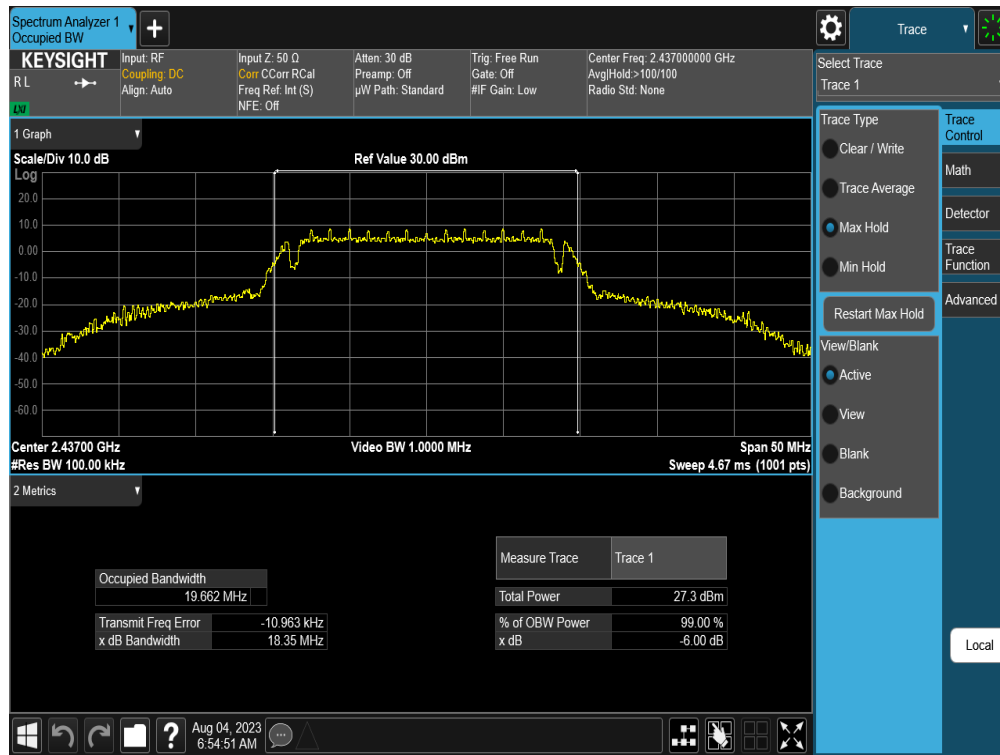 Spectrum Analyzer 1
Occupied BW
Trace
KEYSIGHT
R L
LXI
Input: RF
Coupling: DC
Align: Auto
Input Z: 50 Ω
Corr CCorr RCal
Freq Ref: Int (S)
NFE: Off
Atten: 30 dB
Preamp: Off
µW Path: Standard
Trig: Free Run
Gate: Off
#IF Gain: Low
Center Freq: 2.437000000 GHz
Avg|Hold:>100/100
Radio Std: None
Select Trace
Trace 1
1 Graph
Scale/Div 10.0 dB
Ref Value 30.00 dBm
Log
20.0
10.0
0.00
-10.0
-20.0
-30.0
-40.0
-50.0
-60.0
Center 2.43700 GHz
#Res BW 100.00 kHz
Video BW 1.0000 MHz
Span 50 MHz
Sweep 4.67 ms (1001 pts)
Trace Type
Clear / Write
Trace Average
Max Hold
Min Hold
Restart Max Hold
View/Blank
Active
View
Blank
Background
Trace
Control
Math
Detector
Trace
Function
Advanced
Local
2 Metrics
Occupied Bandwidth
19.662 MHz
Transmit Freq Error -10.963 kHz
x dB Bandwidth 18.35 MHz
Measure Trace Trace 1
Total Power 27.3 dBm
% of OBW Power 99.00 %
x dB -6.00 dB
?
Aug 04, 2023
6:54:51 AM